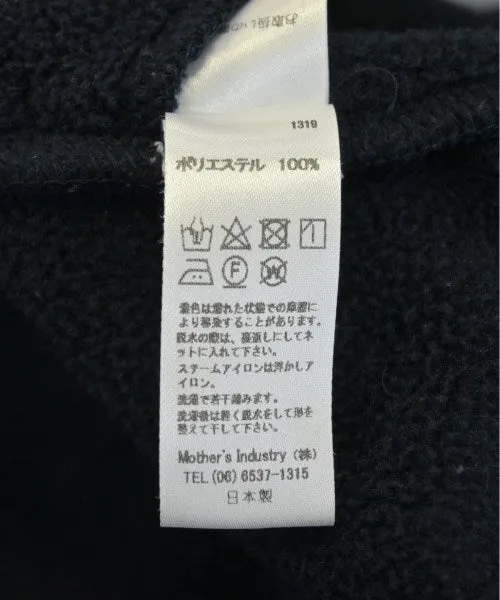 お取扱いの
1319
ポリエステル 100%
F
W
濃色は濡れた状態での摩擦に
より移染することがあります。
脱水の際は、裏返しにしてネ
ットに入れて下さい。
スチームアイロンは浮かしア
イロン。
洗濯で若干縮みます。
洗濯後は軽く脱水をして形を
整えて干して下さい。
Mother's Industry (株)
TEL(06) 6537-1315
日本製